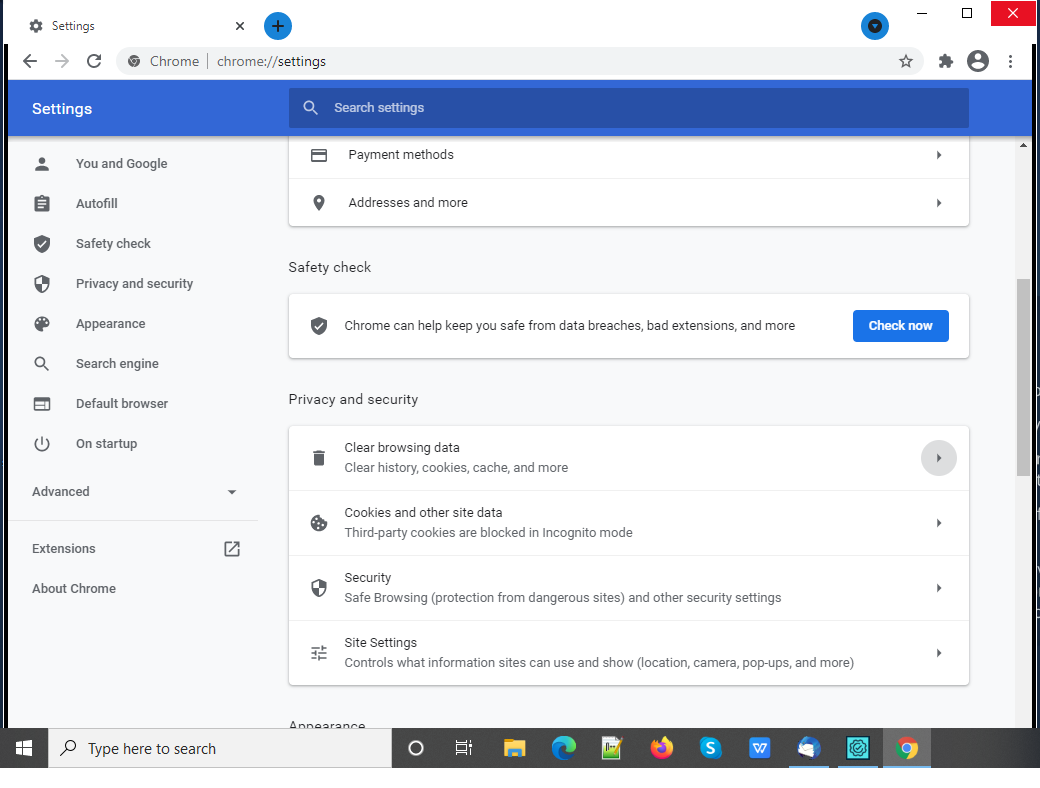 Settings
Chrome chrome://settings
Settings
Search settings
You and Google
Autofill
Safety check
Privacy and security
Appearance
Search engine
Default browser
On startup
Advanced
Extensions
About Chrome
Payment methods
Addresses and more
Safety check
Chrome can help keep you safe from data breaches, bad extensions, and more
Check now
Privacy and security
Clear browsing data
Clear history, cookies, cache, and more
Cookies and other site data
Third-party cookies are blocked in Incognito mode
Security
Safe Browsing (protection from dangerous sites) and other security settings
Site Settings
Controls what information sites can use and show (location, camera, pop-ups, and more)
Appearance
Type here to search